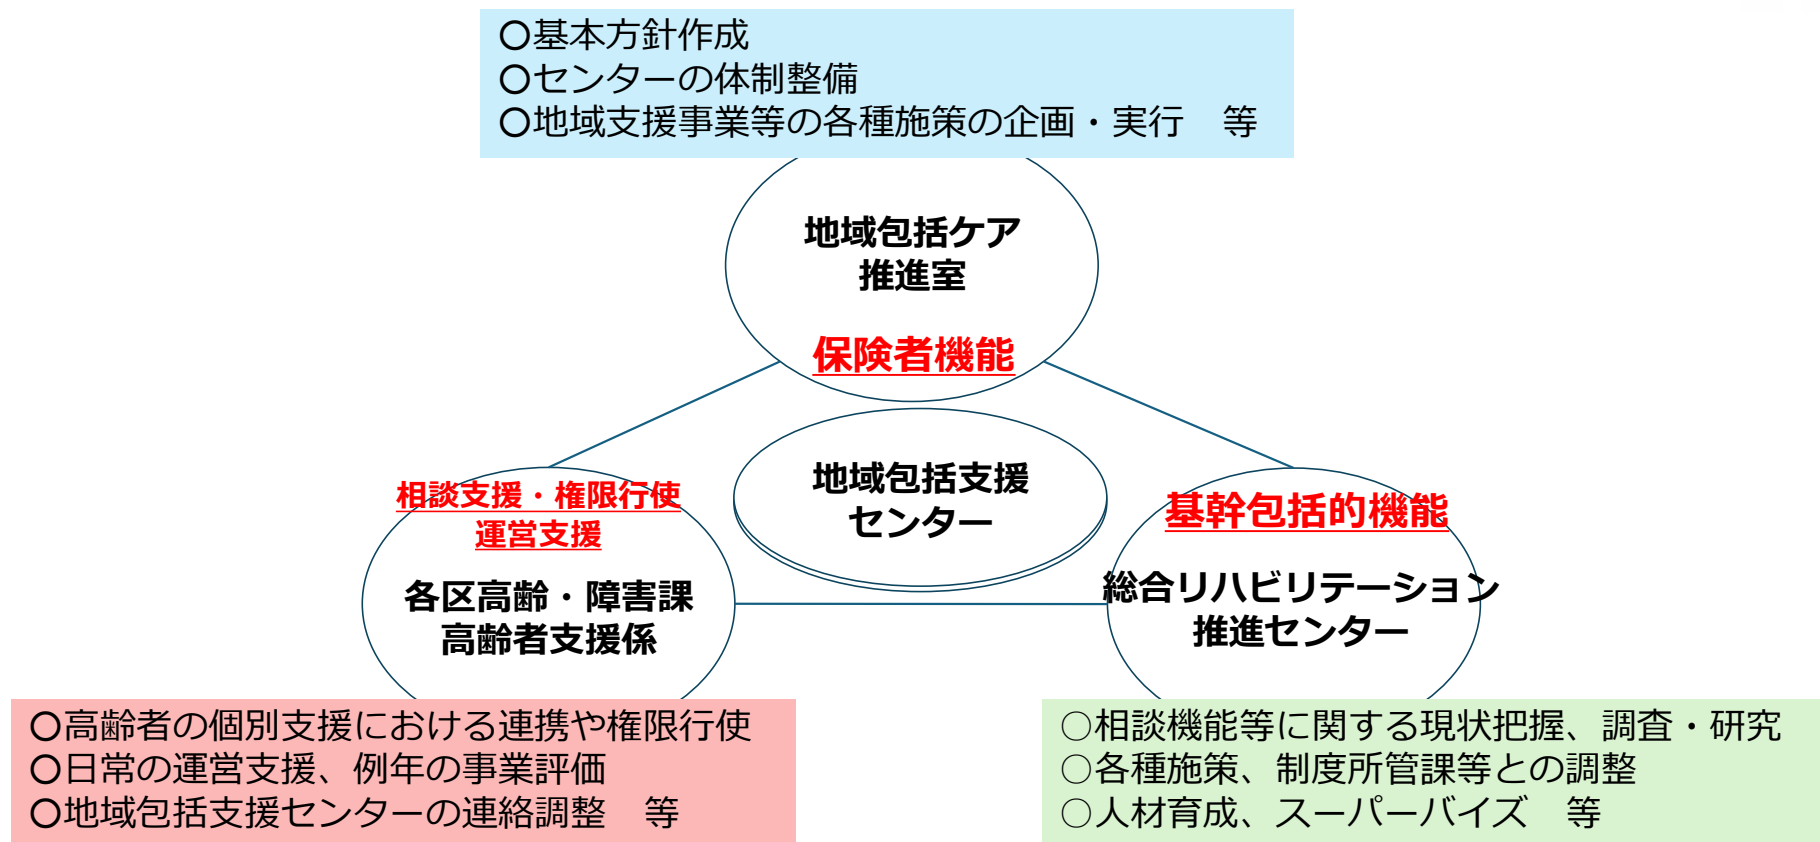 〇基本方針作成
〇センターの体制整備
〇地域支援事業等の各種施策の企画・実行　等
地域包括ケア
推進室
保険者機能
地域包括支援
センター
相談支援・権限行使
運営支援
各区高齢・障害課
高齢者支援係
基幹包括的機能
総合リハビリテーション
推進センター
〇高齢者の個別支援における連携や権限行使
〇日常の運営支援、例年の事業評価
〇地域包括支援センターの連絡調整　等
○相談機能等に関する現状把握、調査・研究
○各種施策、制度所管課等との調整
○人材育成、スーパーバイズ　等